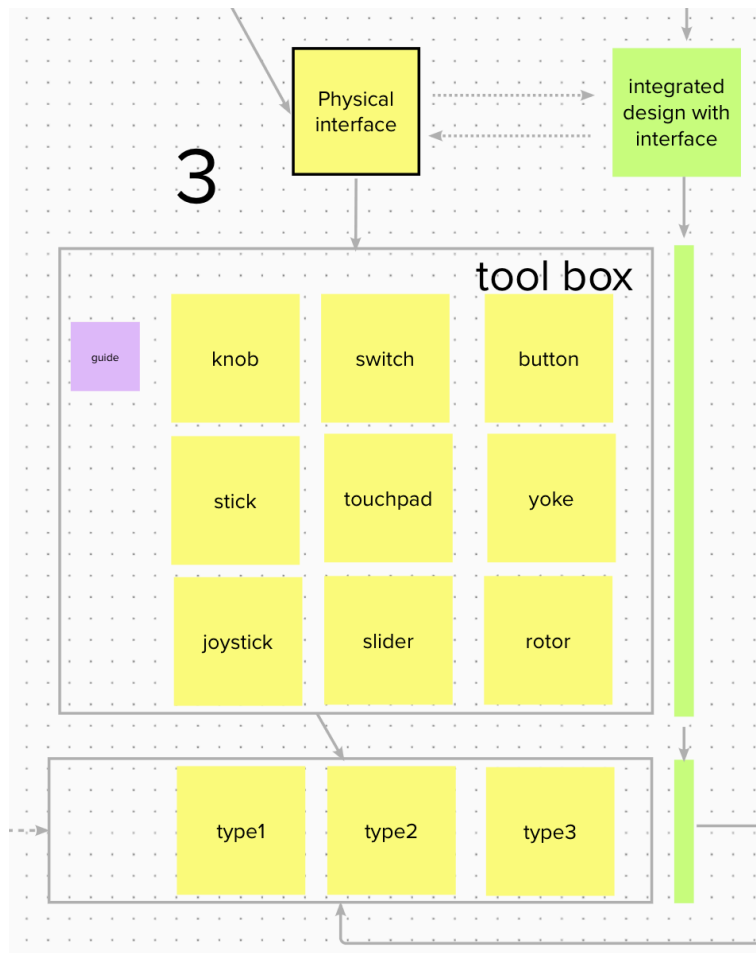 Physical
interface
integrated
design with
interface
3
tool box
guide
knob
switch
button
stick
touchpad
yoke
joystick
slider
rotor
type1
type2
type3